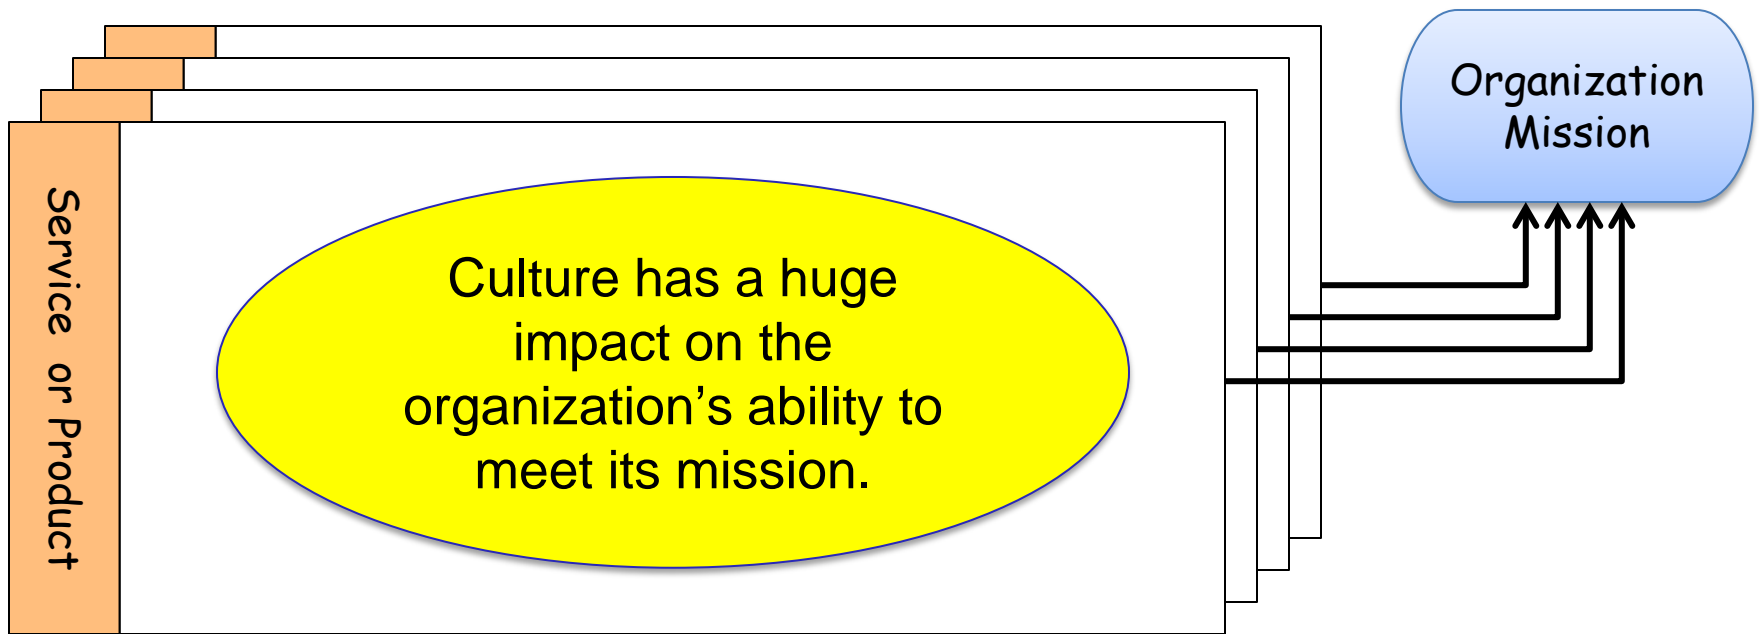 Organization
Mission
Service or Product
Culture has a huge
impact on the
organization’s ability to
meet its mission.